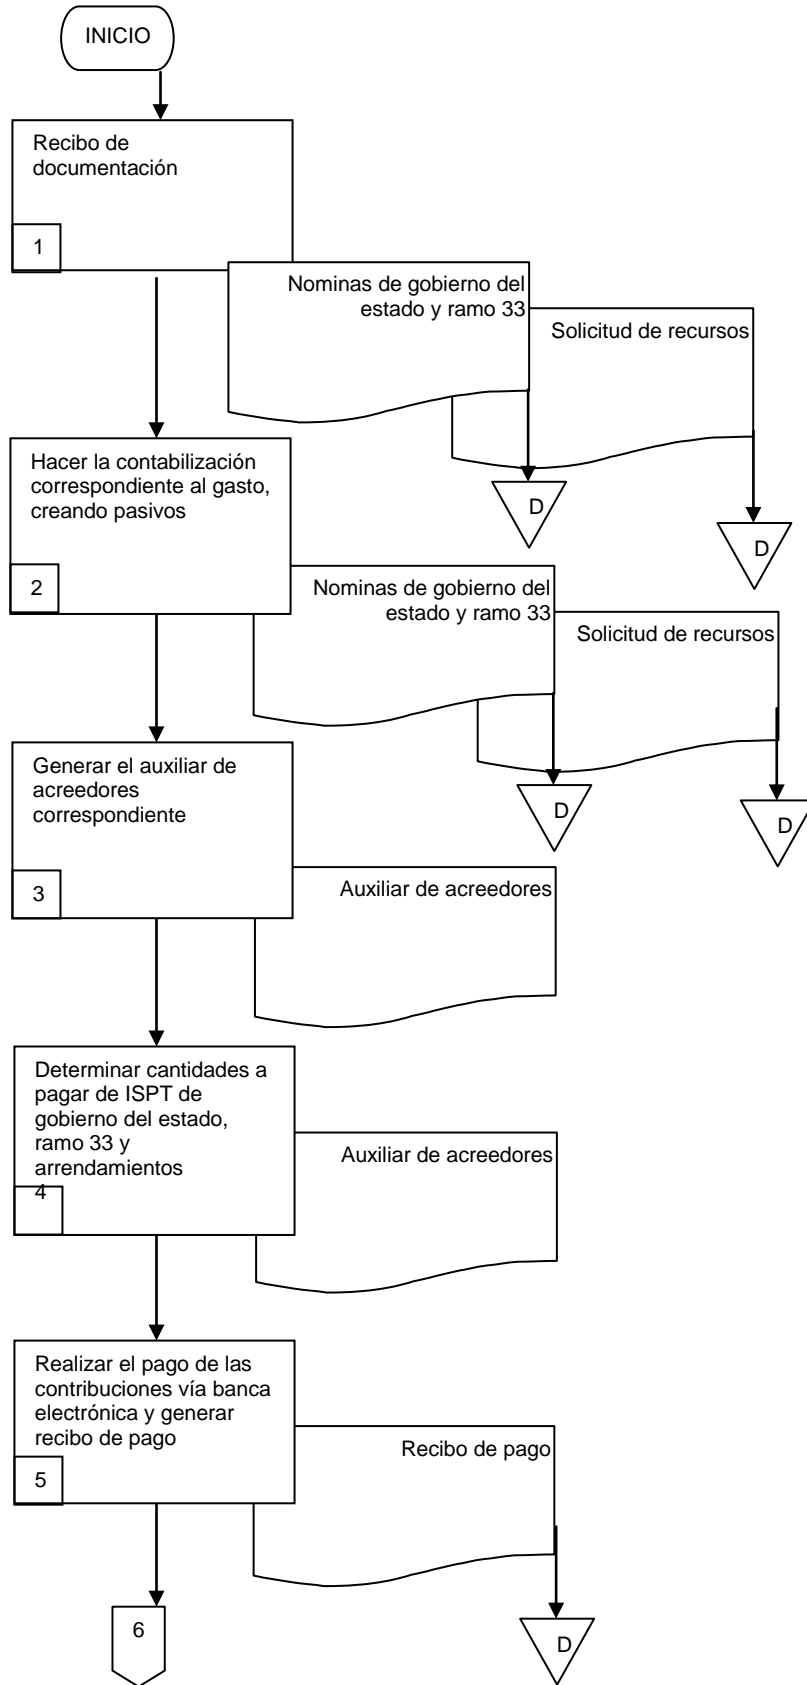 INICIO
Recibo de
documentación
1
Nominas de gobierno del
estado y ramo 33
Solicitud de recursos
D
D
Hacer la contabilización
correspondiente al gasto,
creando pasivos
2
Nominas de gobierno del
estado y ramo 33
Solicitud de recursos
D
D
Generar el auxiliar de
acreedores
correspondiente
3
Auxiliar de acreedores
Determinar cantidades a
pagar de ISPT de
gobierno del estado,
ramo 33 y
arrendamientos
4
Auxiliar de acreedores
Realizar el pago de las
contribuciones vía banca
electrónica y generar
recibo de pago
5
Recibo de pago
6
D